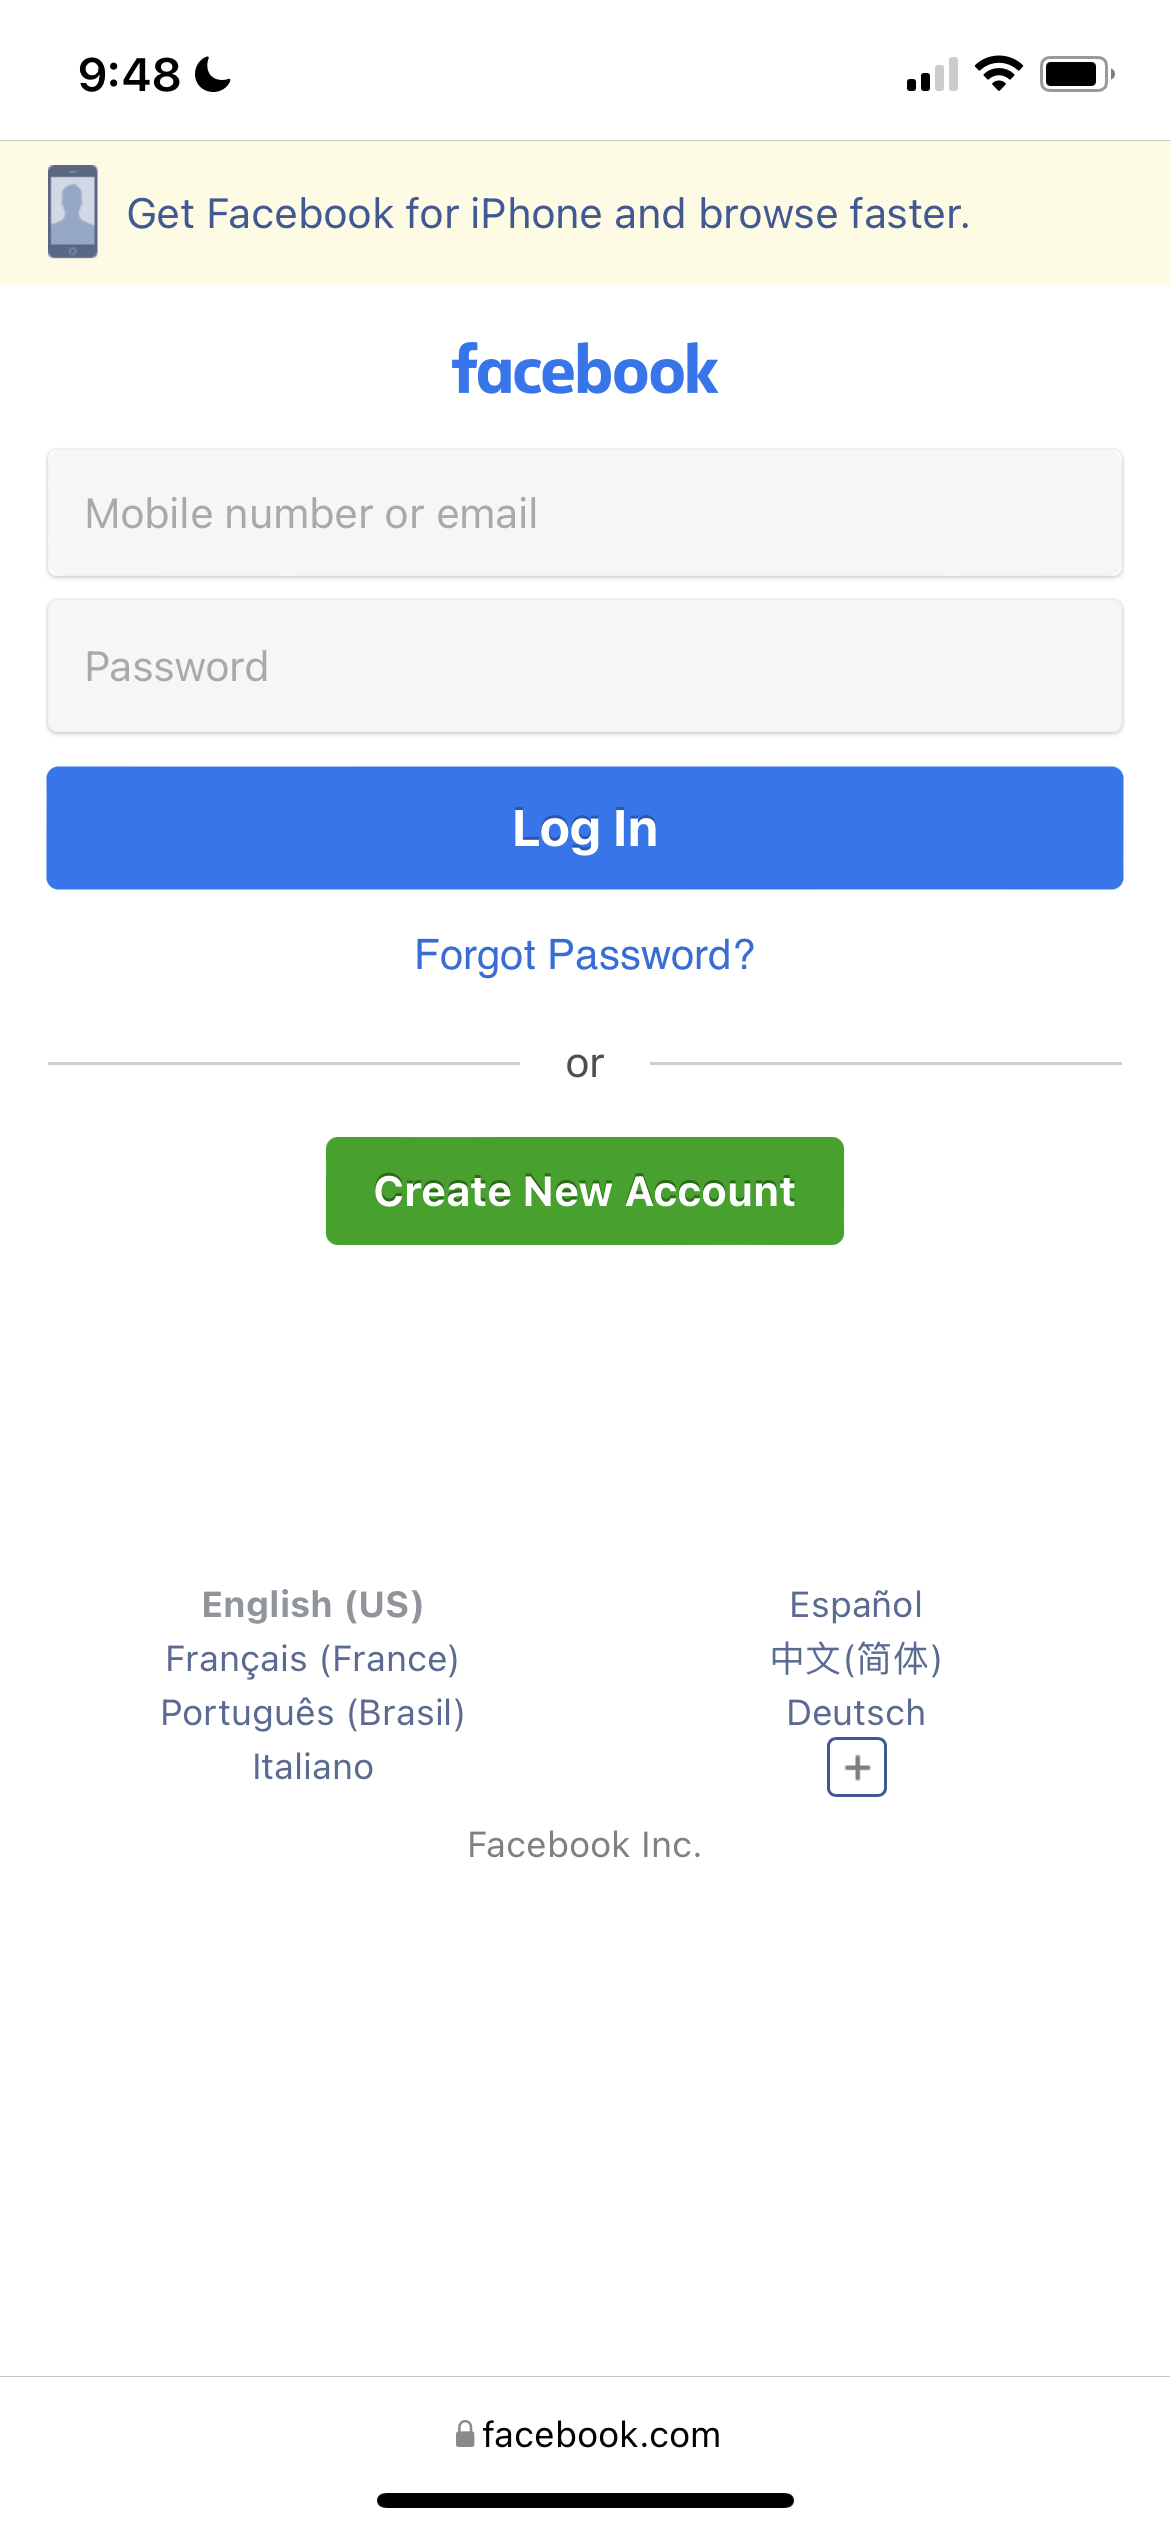 9:48
Get Facebook for iPhone and browse faster.
facebook
Mobile number or email
Password
Log In
Forgot Password?
or
Create New Account
English (US)
Español
Français (France)
中文(简体)
Português (Brasil)
Deutsch
Italiano
+
Facebook Inc.
facebook.com